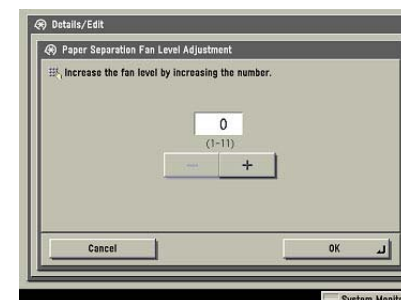 Details/Edit
Paper Separation Fan Level Adjustment
Increase the fan level by increasing the number.
0
(1-11)
- +
Cancel OK
System Monito